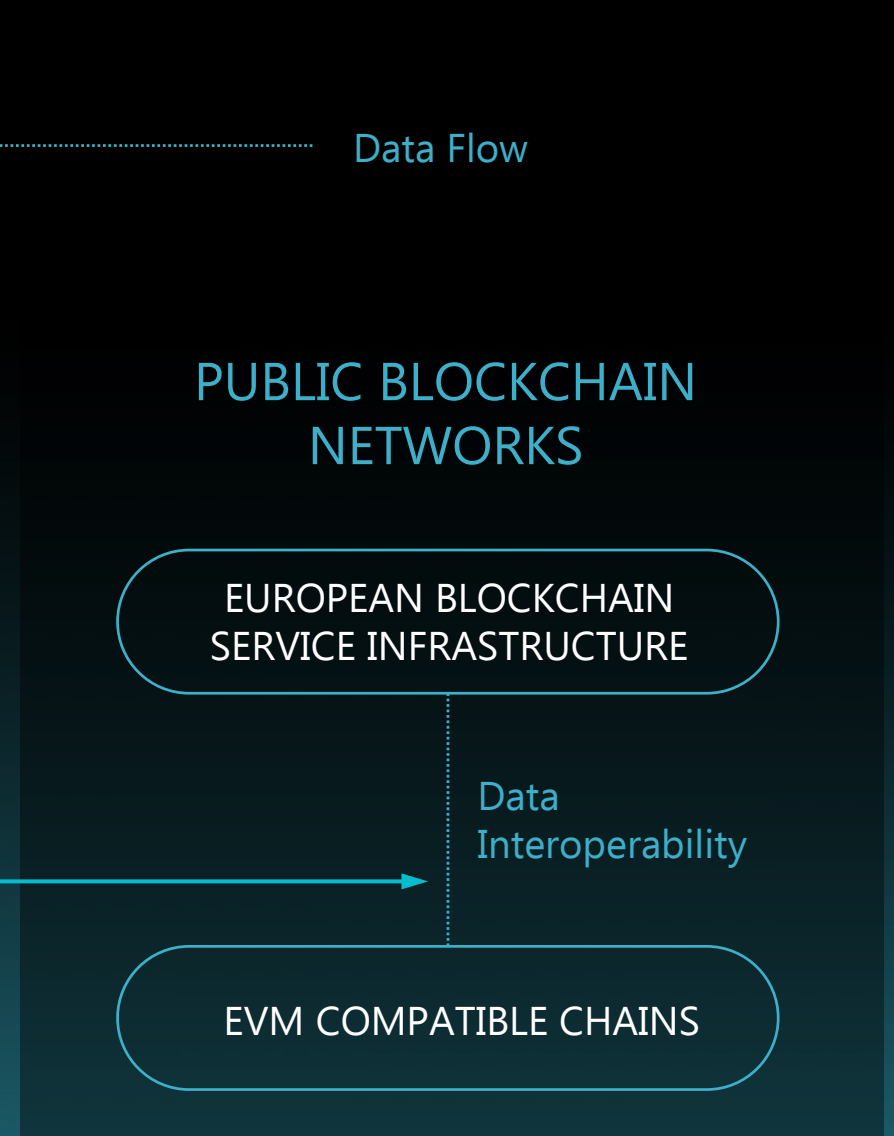 Data Flow
PUBLIC BLOCKCHAIN
NETWORKS
EUROPEAN BLOCKCHAIN
SERVICE INFRASTRUCTURE
Data
Interoperability
EVM COMPATIBLE CHAINS